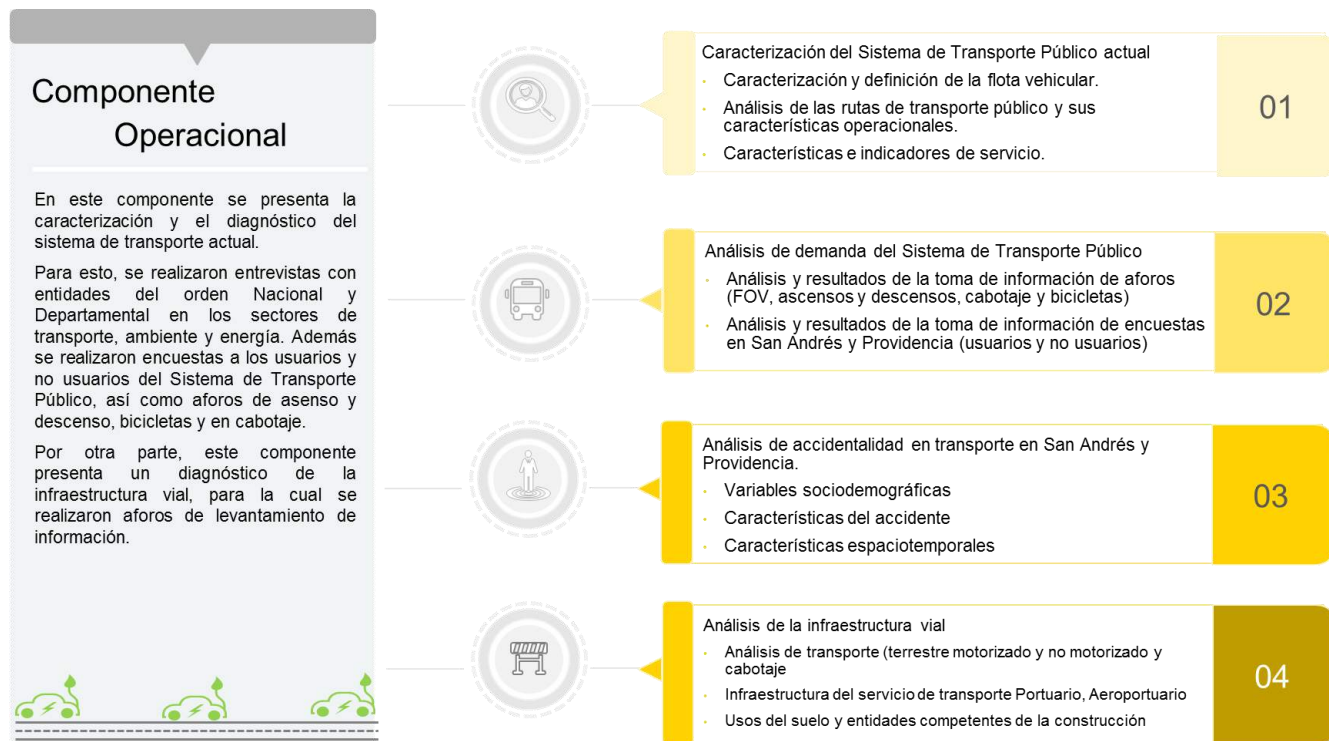 Componente
Operacional
En este componente se presenta la
caracterización y el diagnóstico del
sistema de transporte actual.
Para esto, se realizaron entrevistas con
entidades del orden Nacional y
Departamental en los sectores de
transporte, ambiente y energía. Además
se realizaron encuestas a los usuarios y
no usuarios del Sistema de Transporte
Público, así como aforos de asenso y
descenso, bicicletas y en cabotaje.
Por otra parte, este componente
presenta un diagnóstico de la
infraestructura vial, para la cual se
realizaron aforos de levantamiento de
información.
Caracterización del Sistema de Transporte Público actual
· Caracterización y definición de la flota vehicular.
· Análisis de las rutas de transporte público y sus
características operacionales.
· Características e indicadores de servicio.
01
Análisis de demanda del Sistema de Transporte Público
· Análisis y resultados de la toma de información de aforos
(FOV, ascensos y descensos, cabotaje y bicicletas)
· Análisis y resultados de la toma de información de encuestas
en San Andrés y Providencia (usuarios y no usuarios)
02
Análisis de accidentalidad en transporte en San Andrés y
Providencia.
· Variables sociodemográficas
· Características del accidente
· Características espaciotemporales
03
Análisis de la infraestructura vial
· Análisis de transporte (terrestre motorizado y no motorizado y
cabotaje
· Infraestructura del servicio de transporte Portuario, Aeroportuario
· Usos del suelo y entidades competentes de la construcción
04